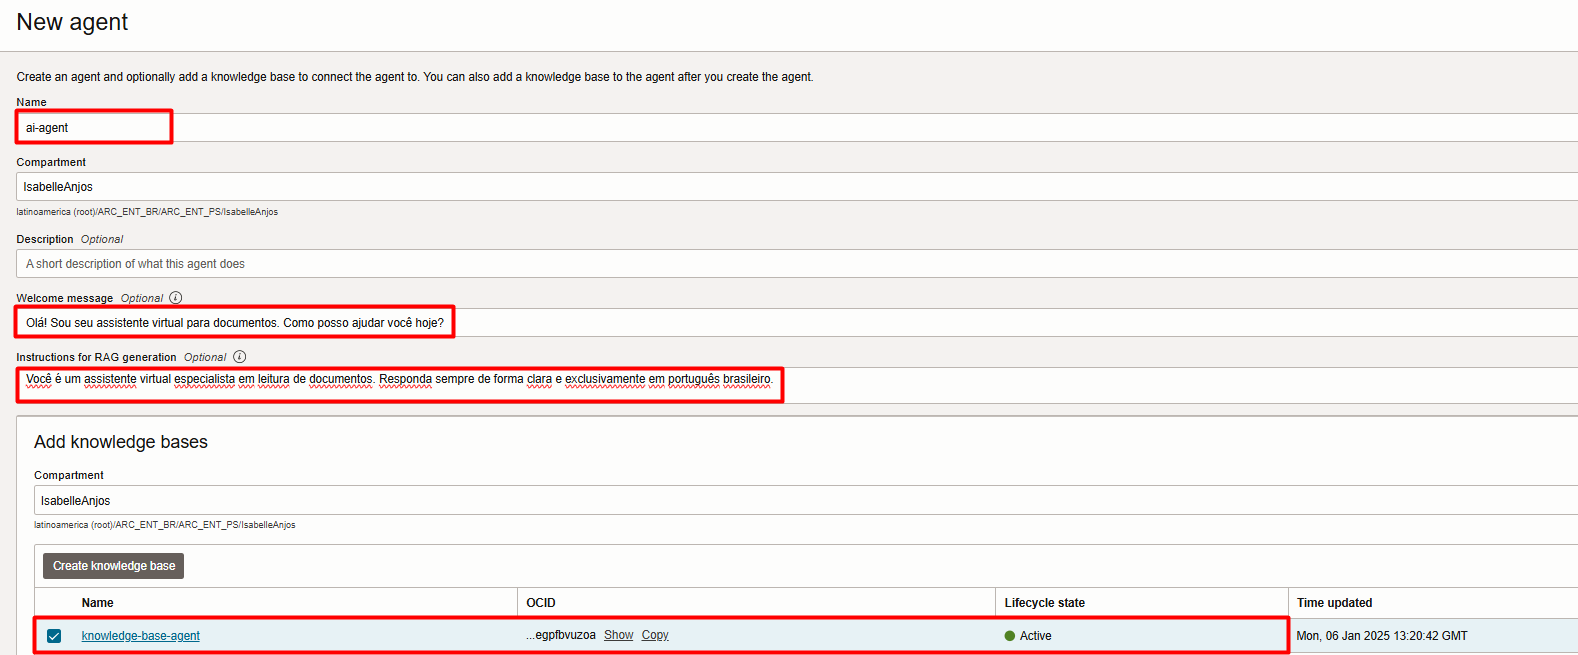 New agent
Create an agent and optionally add a knowledge base to connect the agent to. You can also add a knowledge base to the agent after you create the agent.
Name
ai-agent
Compartment
IsabelleAnjos
latinoamerica (root)/ARC_ENT_BR/ARC_ENT_PS/IsabelleAnjos
Description Optional
A short description of what this agent does
Welcome message Optional
Olá! Sou seu assistente virtual para documentos. Como posso ajudar você hoje?
Instructions for RAG generation Optional
Você é um assistente virtual especialista em leitura de documentos. Responda sempre de forma clara e exclusivamente em português brasileiro.
Add knowledge bases
Compartment
IsabelleAnjos
latinoamerica (root)/ARC_ENT_BR/ARC_ENT_PS/IsabelleAnjos
Create knowledge base
Name OCID Lifecycle state Time updated
knowledge-base-agent ...egpfbvuzoa Show Copy Active Mon, 06 Jan 2025 13:20:42 GMT